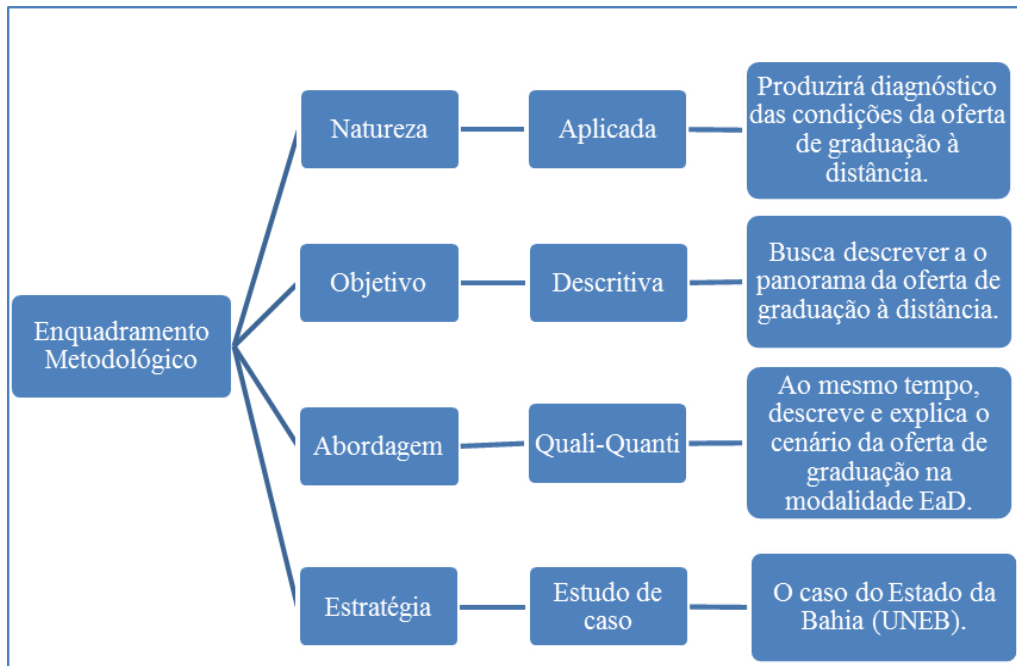 Enquadramento
Metodológico
Natureza
Aplicada
Produzirá diagnóstico
das condições da oferta
de graduação à
distância.
Objetivo
Descritiva
Busca descrever a o
panorama da oferta de
graduação à distância.
Abordagem
Quali-Quanti
Ao mesmo tempo,
descreve e explica o
cenário da oferta de
graduação na
modalidade EaD.
Estratégia
Estudo de
caso
O caso do Estado da
Bahia (UNEB).